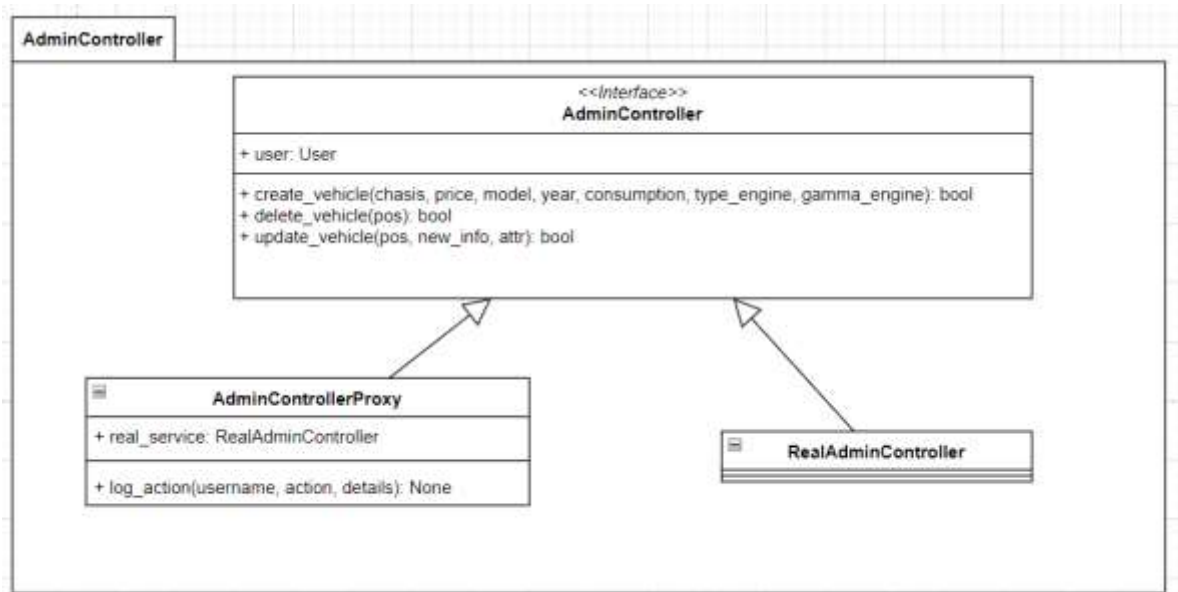 AdminController
<<Interface>>
AdminController
+ user: User
+ create_vehicle(chasis, price, model, year, consumption, type_engine, gamma_engine): bool
+ delete_vehicle(pos): bool
+ update_vehicle(pos, new_info, attr): bool
AdminControllerProxy
+ real_service: RealAdminController
+ log_action(username, action, details): None
RealAdminController